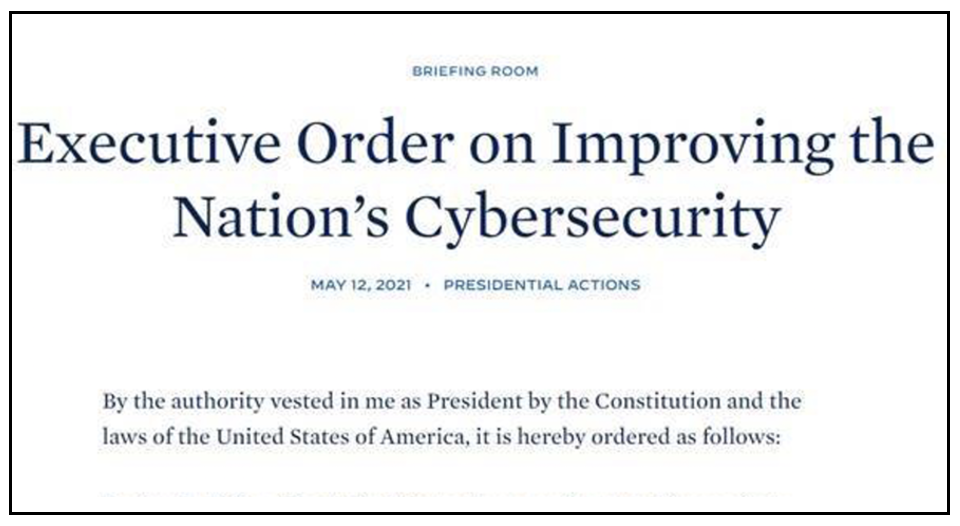 BRIEFING ROOM
Executive Order on Improving the
Nation’s Cybersecurity
MAY 12, 2021 • PRESIDENTIAL ACTIONS
By the authority vested in me as President by the Constitution and the
laws of the United States of America, it is hereby ordered as follows: